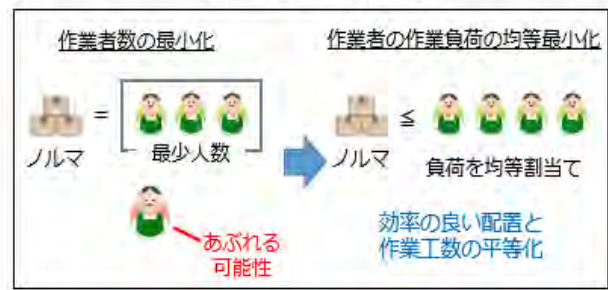 作業者数の最小化
ノルマ
=
最少人数
あぶれる
可能性
作業者の作業負荷の均等最小化
ノルマ
≦
負荷を均等割当て
効率の良い配置と
作業工数の平等化